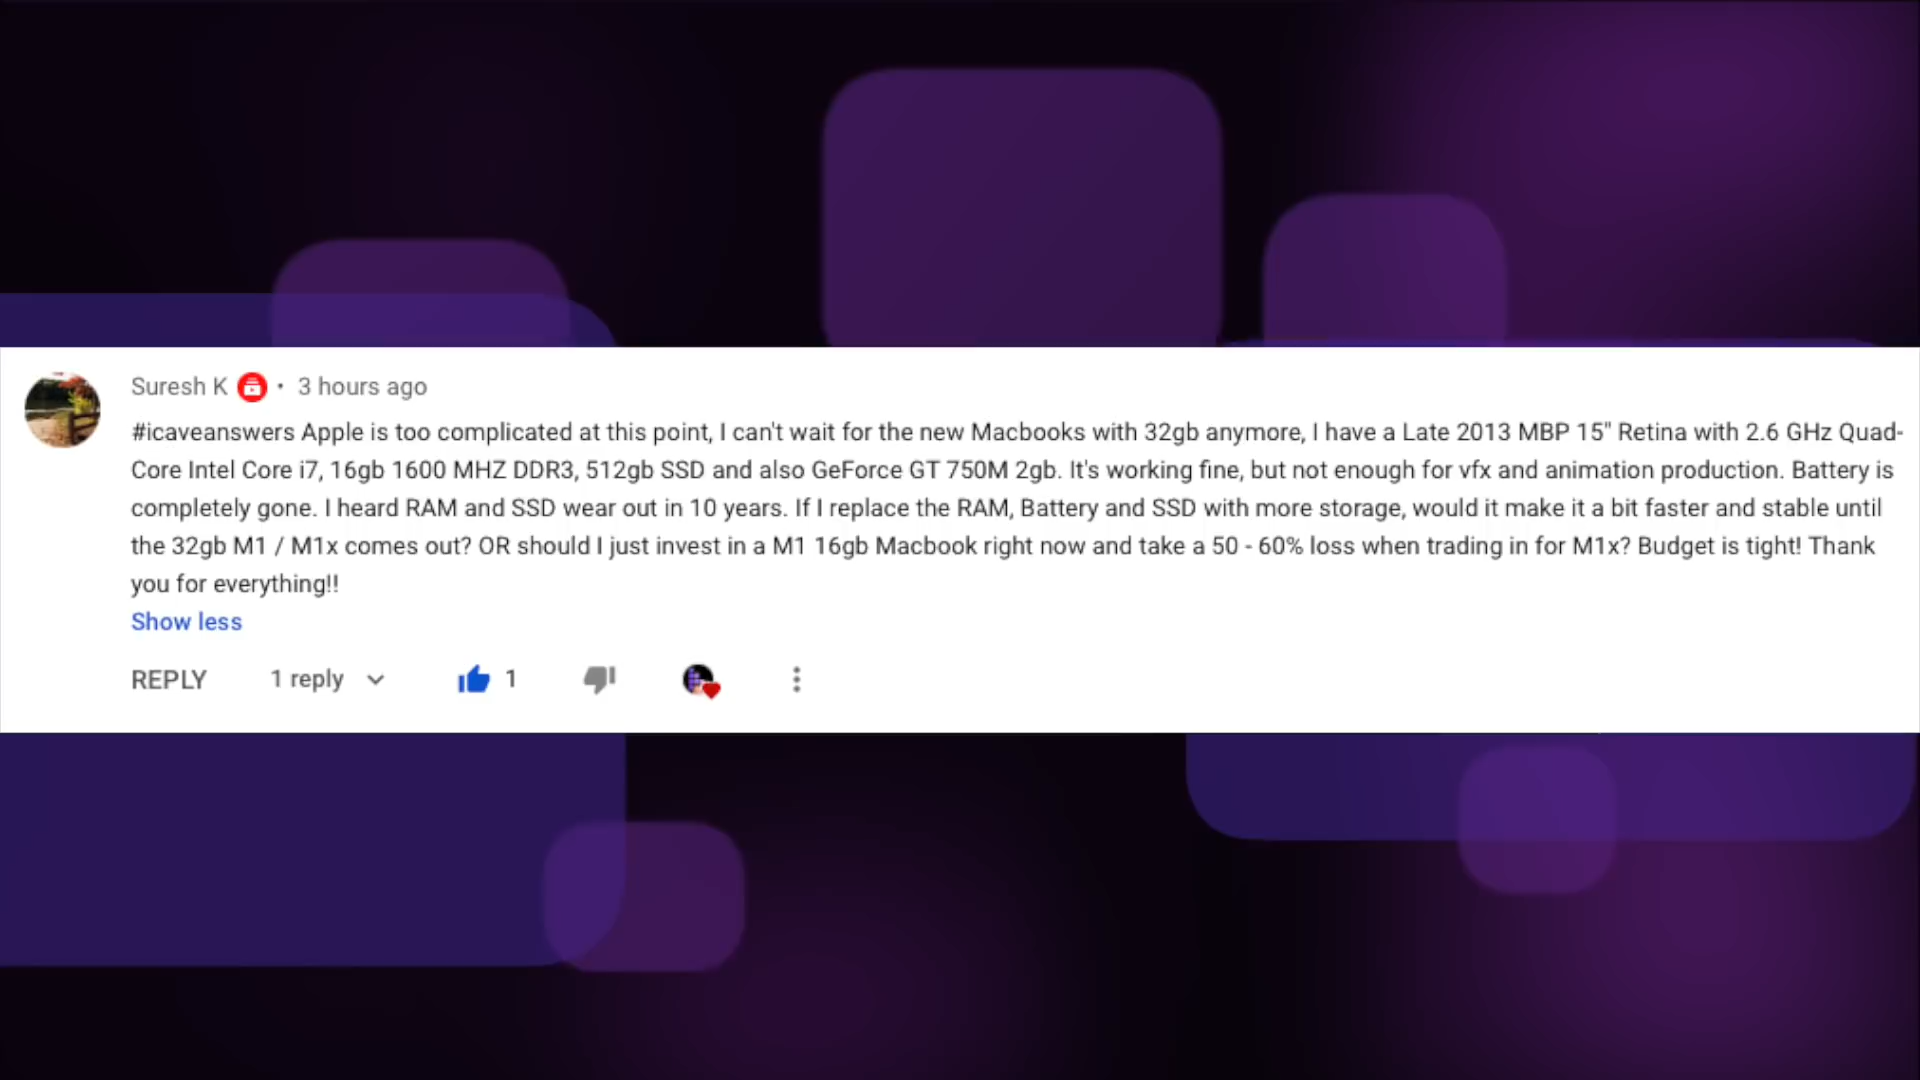 Suresh K • 3 hours ago
#icaveanswers Apple is too complicated at this point, I can't wait for the new Macbooks with 32gb anymore, I have a Late 2013 MBP 15" Retina with 2.6 GHz Quad-
Core Intel Core i7, 16gb 1600 MHZ DDR3, 512gb SSD and also GeForce GT 750M 2gb. It's working fine, but not enough for vfx and animation production. Battery is
completely gone. I heard RAM and SSD wear out in 10 years. If I replace the RAM, Battery and SSD with more storage, would it make it a bit faster and stable until
the 32gb M1 / M1x comes out? OR should I just invest in a M1 16gb Macbook right now and take a 50 - 60% loss when trading in for M1x? Budget is tight! Thank
you for everything!!
Show less
REPLY 1 reply 1